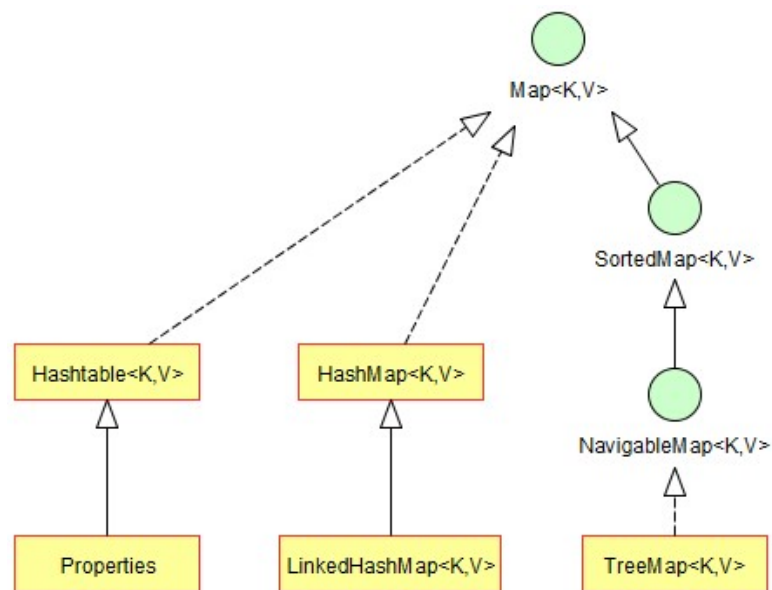 Map<K,V>
SortedMap<K,V>
Hashtable<K,V>
HashMap<K,V>
NavigableMap<K,V>
Properties
LinkedHashMap<K,V>
TreeMap<K,V>